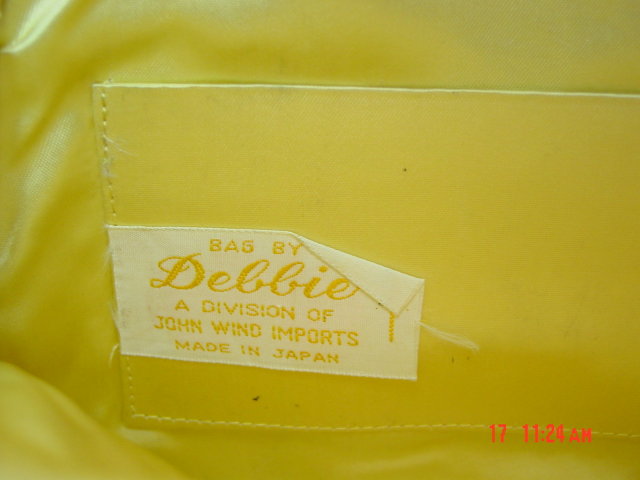 BAG BY
Debbie
A DIVISION OF
JOHN WIND IMPORTS
MADE IN JAPAN
17 11:24 AM